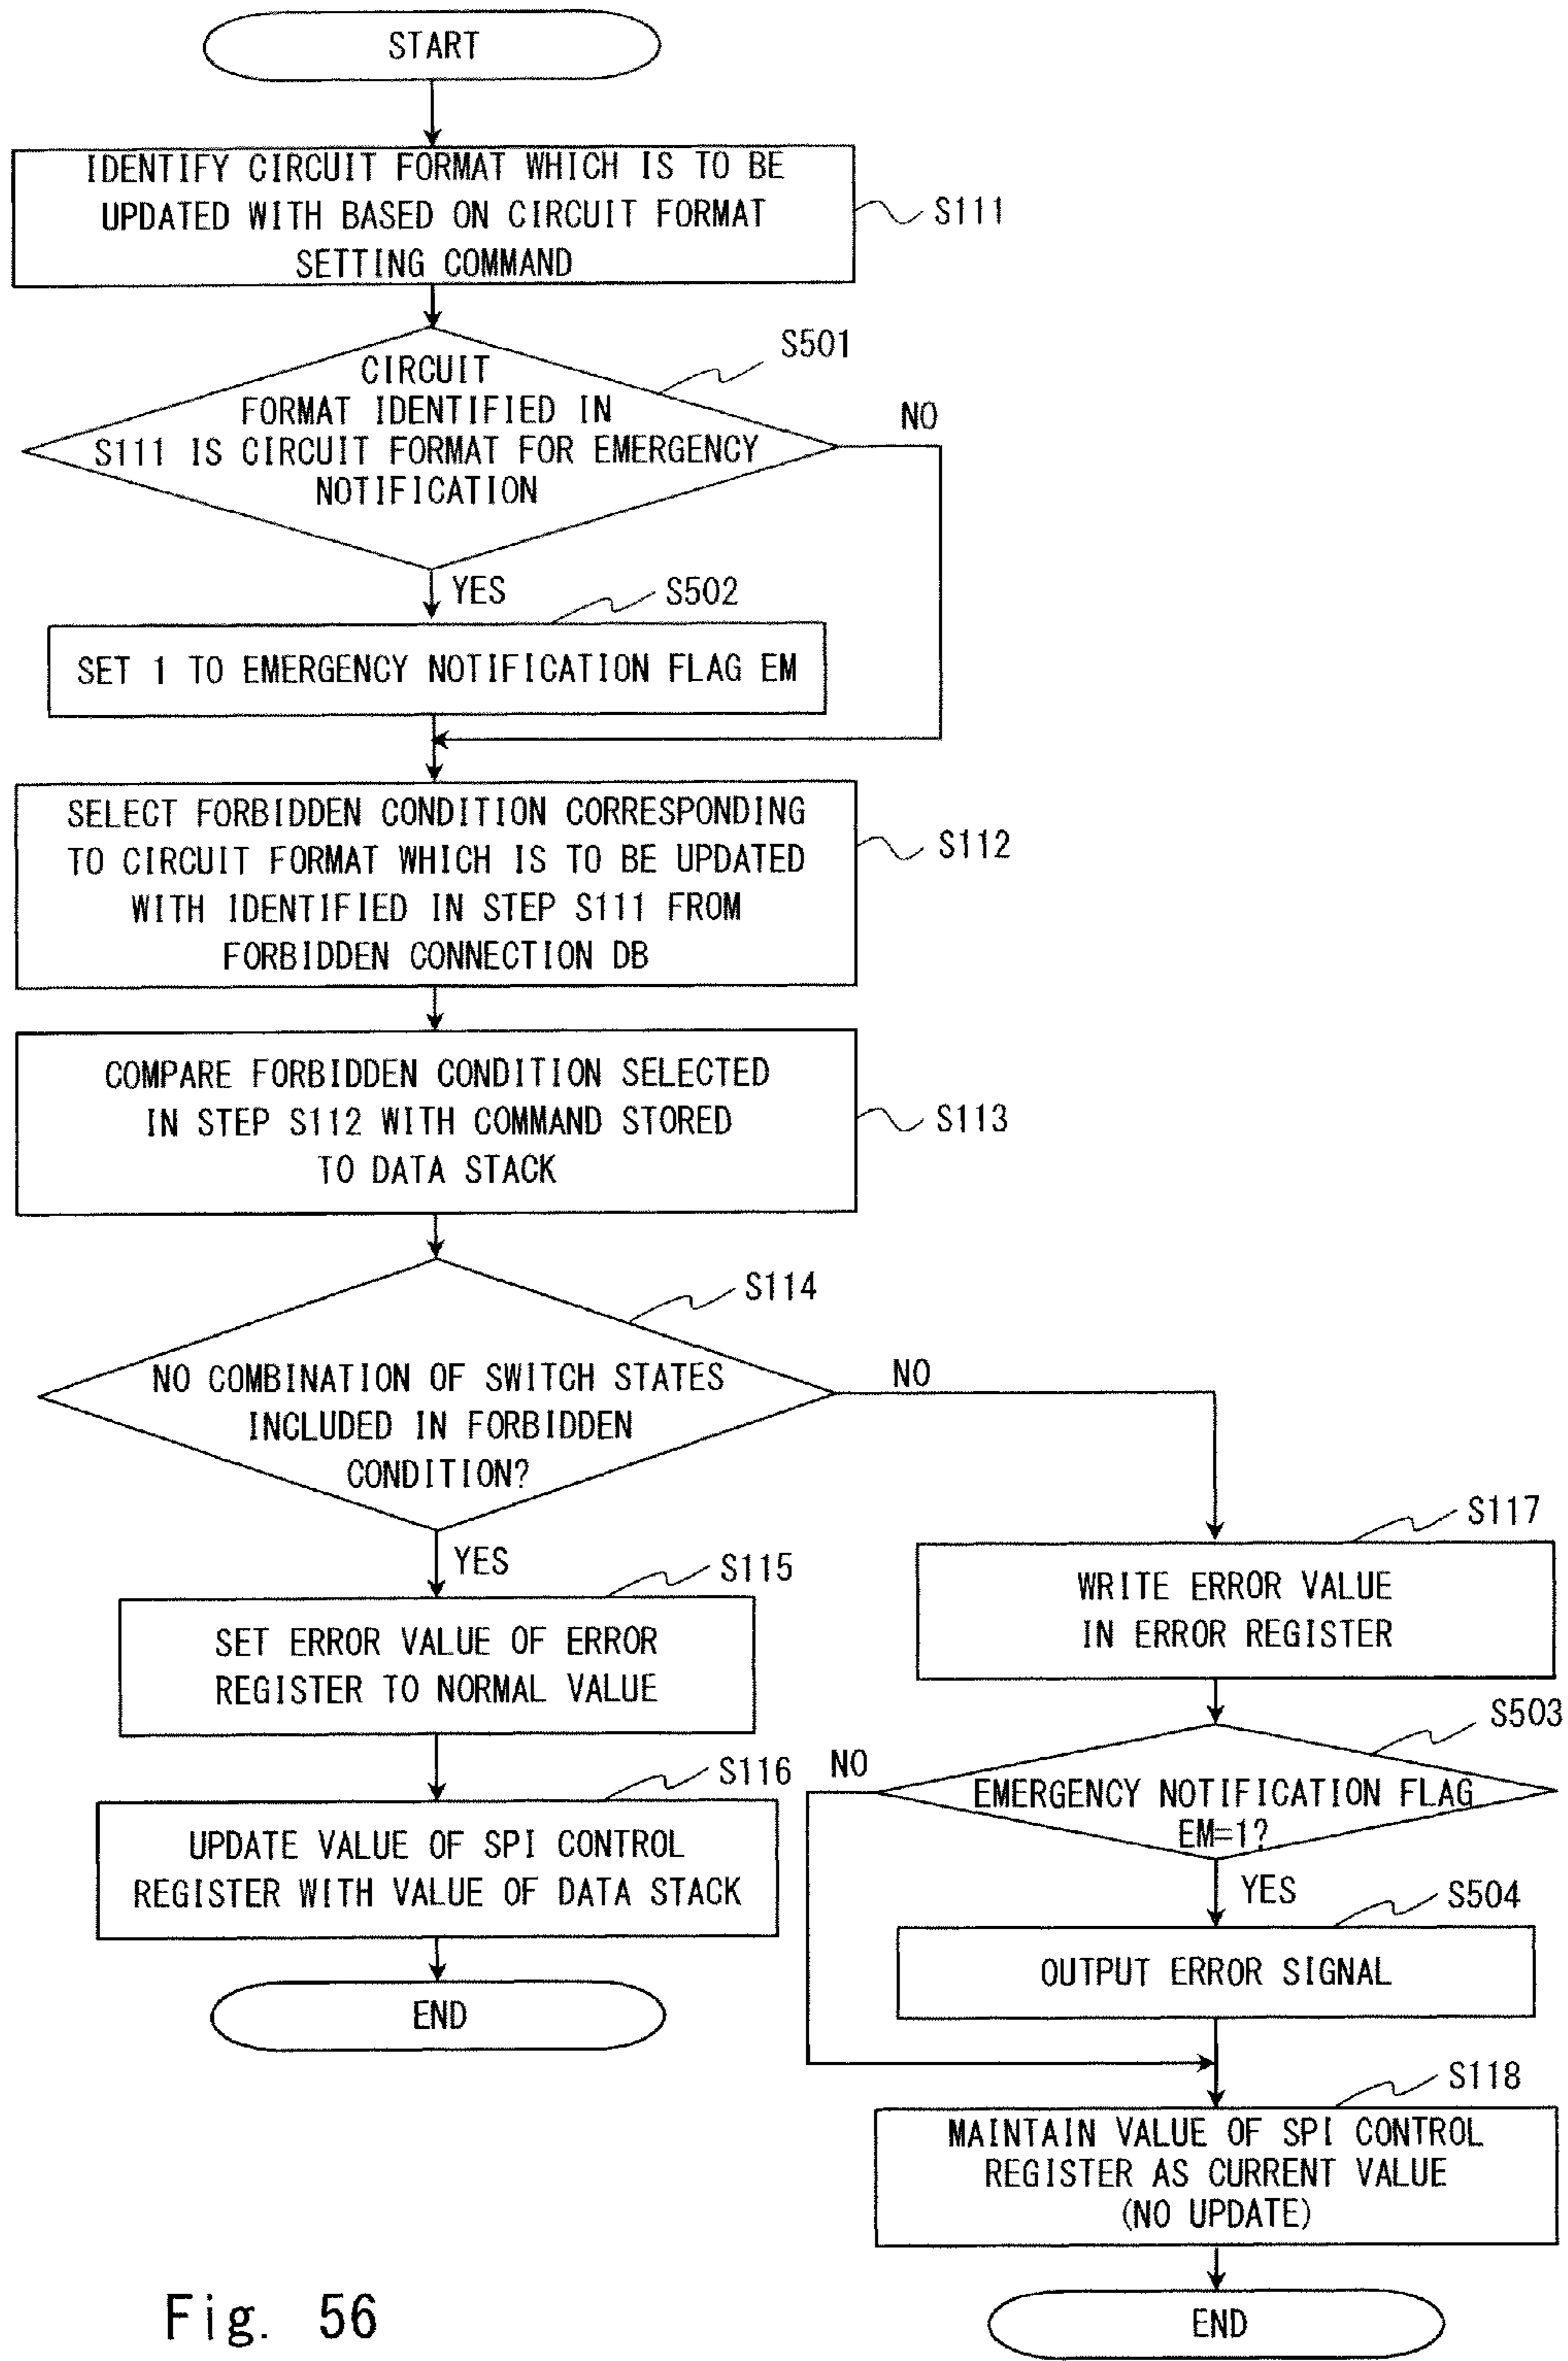 START
IDENTIFY CIRCUIT FORMAT WHICH IS TO BE
UPDATED WITH BASED ON CIRCUIT FORMAT
SETTING COMMAND
S111
S501
CIRCUIT
FORMAT IDENTIFIED IN
S111 IS CIRCUIT FORMAT FOR EMERGENCY
NOTIFICATION
NO
YES
S502
SET 1 TO EMERGENCY NOTIFICATION FLAG EM
SELECT FORBIDDEN CONDITION CORRESPONDING
TO CIRCUIT FORMAT WHICH IS TO BE UPDATED
WITH IDENTIFIED IN STEP S111 FROM
FORBIDDEN CONNECTION DB
S112
COMPARE FORBIDDEN CONDITION SELECTED
IN STEP S112 WITH COMMAND STORED
TO DATA STACK
S113
S114
NO COMBINATION OF SWITCH STATES
INCLUDED IN FORBIDDEN
CONDITION?
NO
YES
S115
SET ERROR VALUE OF ERROR
REGISTER TO NORMAL VALUE
S116
UPDATE VALUE OF SPI CONTROL
REGISTER WITH VALUE OF DATA STACK
END
S117
WRITE ERROR VALUE
IN ERROR REGISTER
S503
NO
EMERGENCY NOTIFICATION FLAG
EM=1?
YES
S504
OUTPUT ERROR SIGNAL
S118
MAINTAIN VALUE OF SPI CONTROL
REGISTER AS CURRENT VALUE
(NO UPDATE)
END
Fig. 56